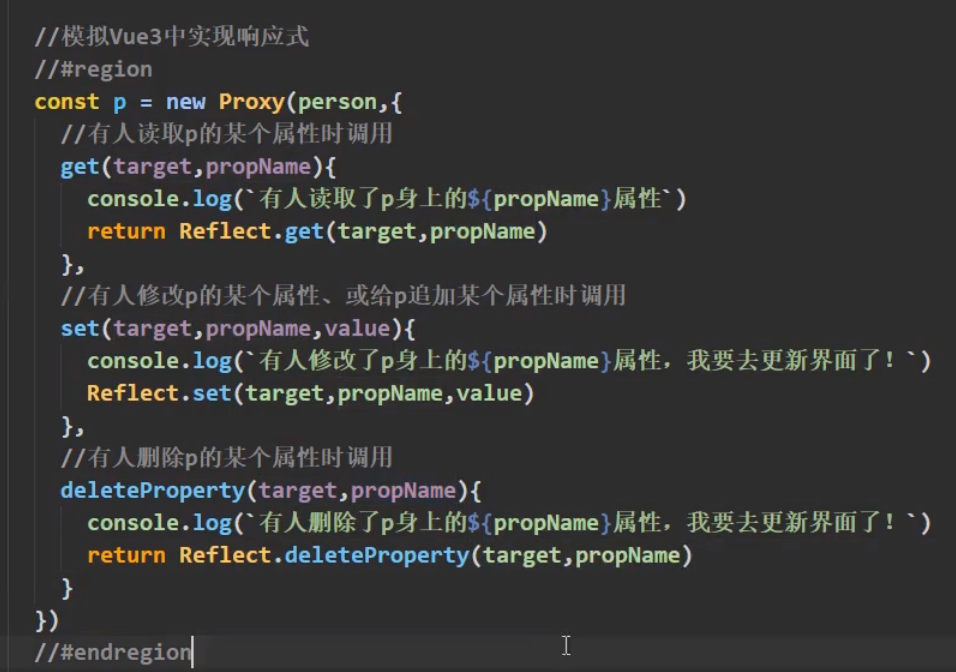 //模拟Vue3中实现响应式
//#region
const p = new Proxy(person,{
  //有人读取p的某个属性时调用
  get(target,propName){
    console.log(`有人读取了p身上的${propName}属性`)
    return Reflect.get(target,propName)
  },
  //有人修改p的某个属性、或给p追加某个属性时调用
  set(target,propName,value){
    console.log(`有人修改了p身上的${propName}属性，我要去更新界面了！`)
    Reflect.set(target,propName,value)
  },
  //有人删除p的某个属性时调用
  deleteProperty(target,propName){
    console.log(`有人删除了p身上的${propName}属性，我要去更新界面了！`)
    return Reflect.deleteProperty(target,propName)
  }
})
//#endregion